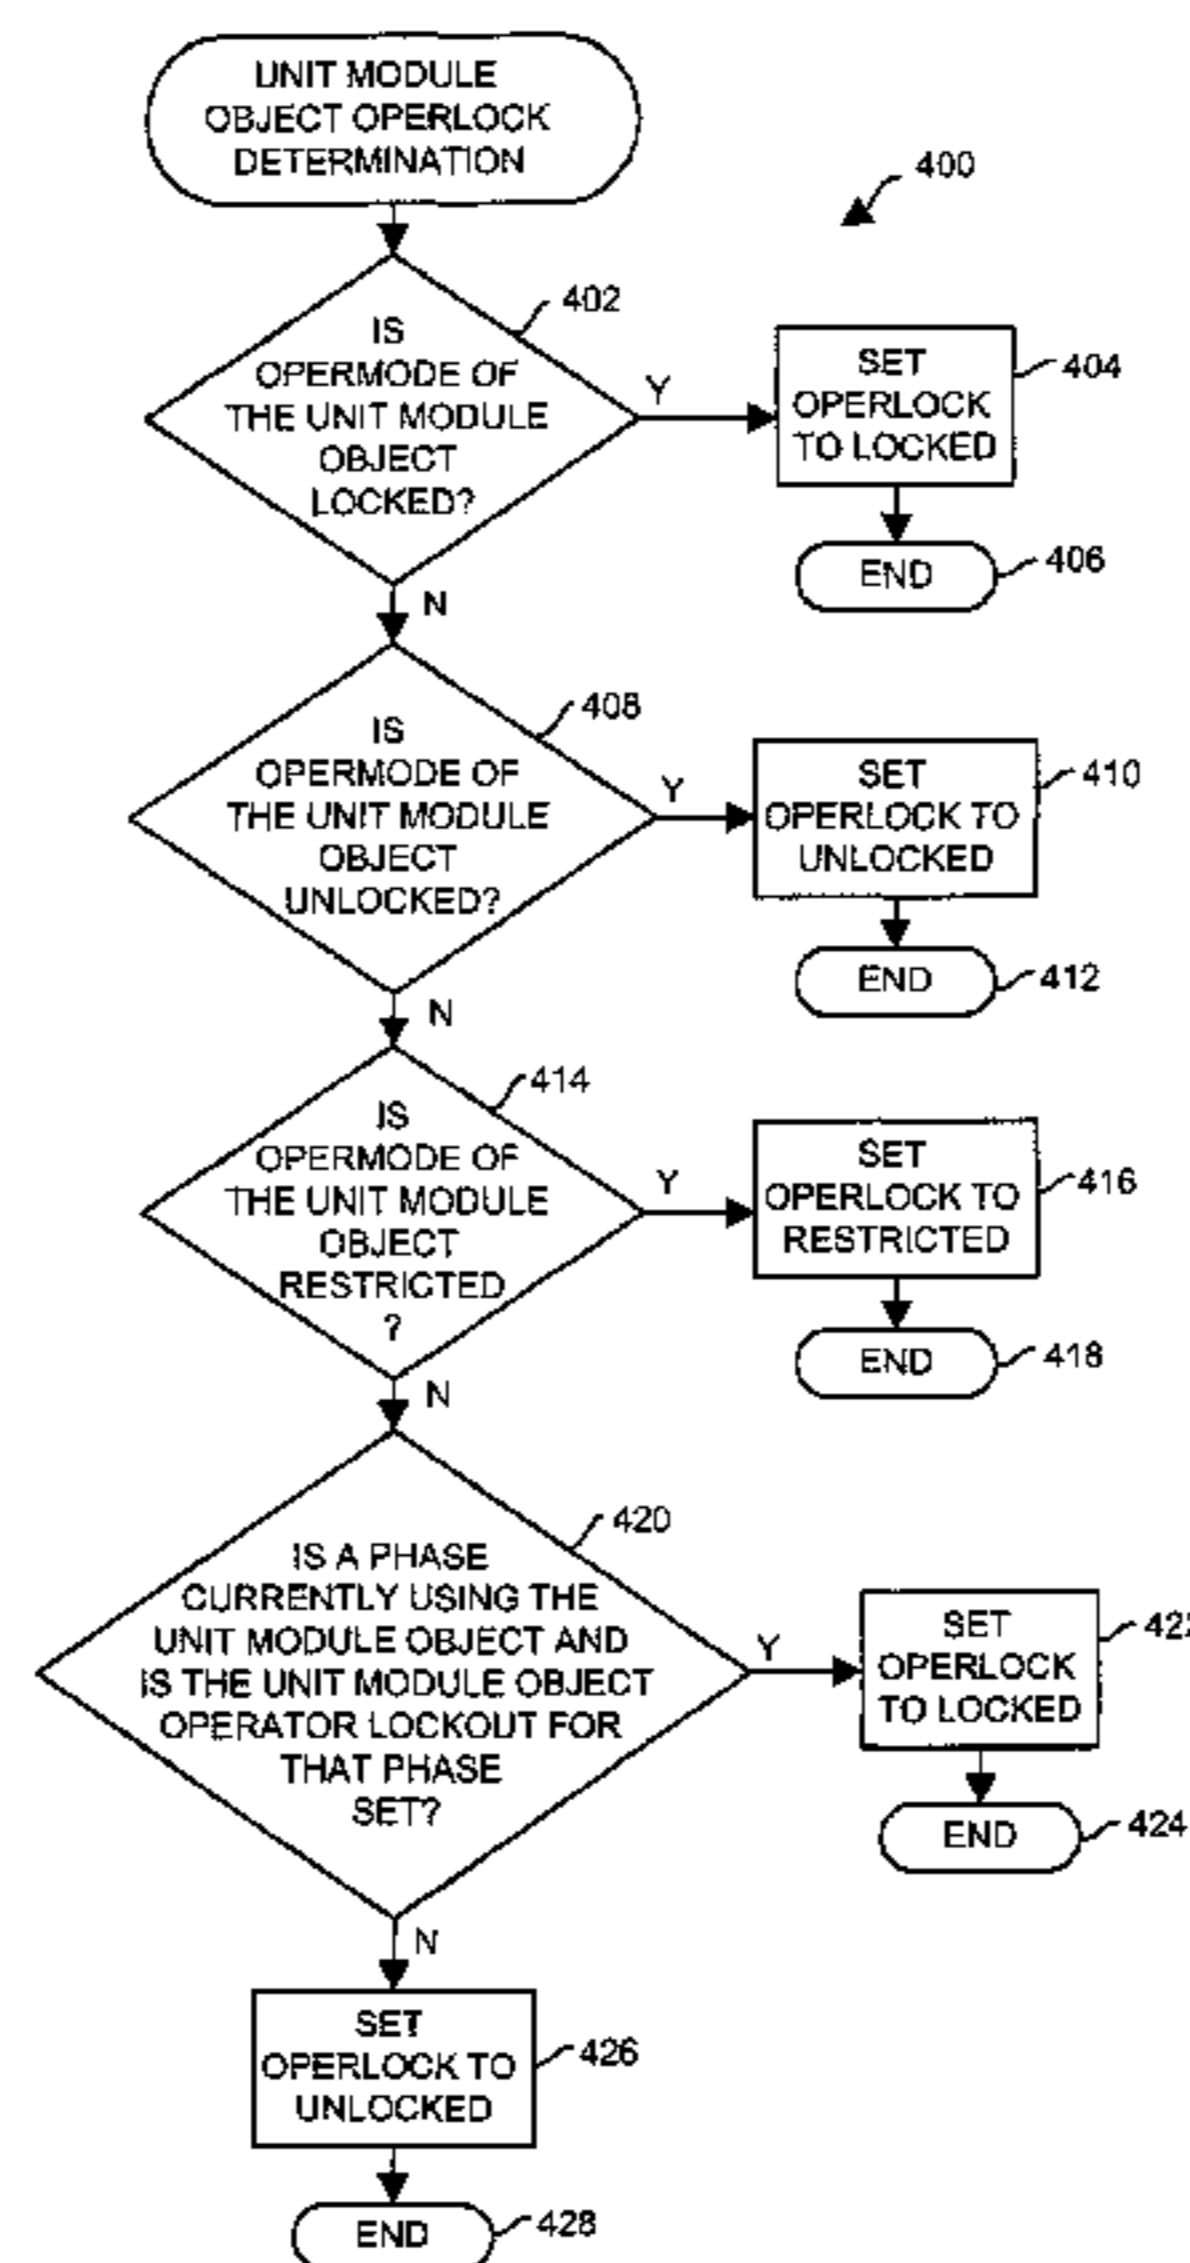 UNIT MODULE
OBJECT OPERLOCK
DETERMINATION
400
402
IS
OPERMODE OF
THE UNIT MODULE
OBJECT
LOCKED?
Y
SET
OPERLOCK
TO LOCKED
404
END
406
N
408
IS
OPERMODE OF
THE UNIT MODULE
OBJECT
UNLOCKED?
Y
SET
OPERLOCK TO
UNLOCKED
410
END
412
N
414
IS
OPERMODE OF
THE UNIT MODULE
OBJECT
RESTRICTED
?
Y
SET
OPERLOCK TO
RESTRICTED
416
END
418
N
420
IS A PHASE
CURRENTLY USING THE
UNIT MODULE OBJECT AND
IS THE UNIT MODULE OBJECT
OPERATOR LOCKOUT FOR
THAT PHASE
SET?
Y
SET
OPERLOCK
TO LOCKED
422
END
424
N
SET
OPERLOCK TO
UNLOCKED
426
END
428